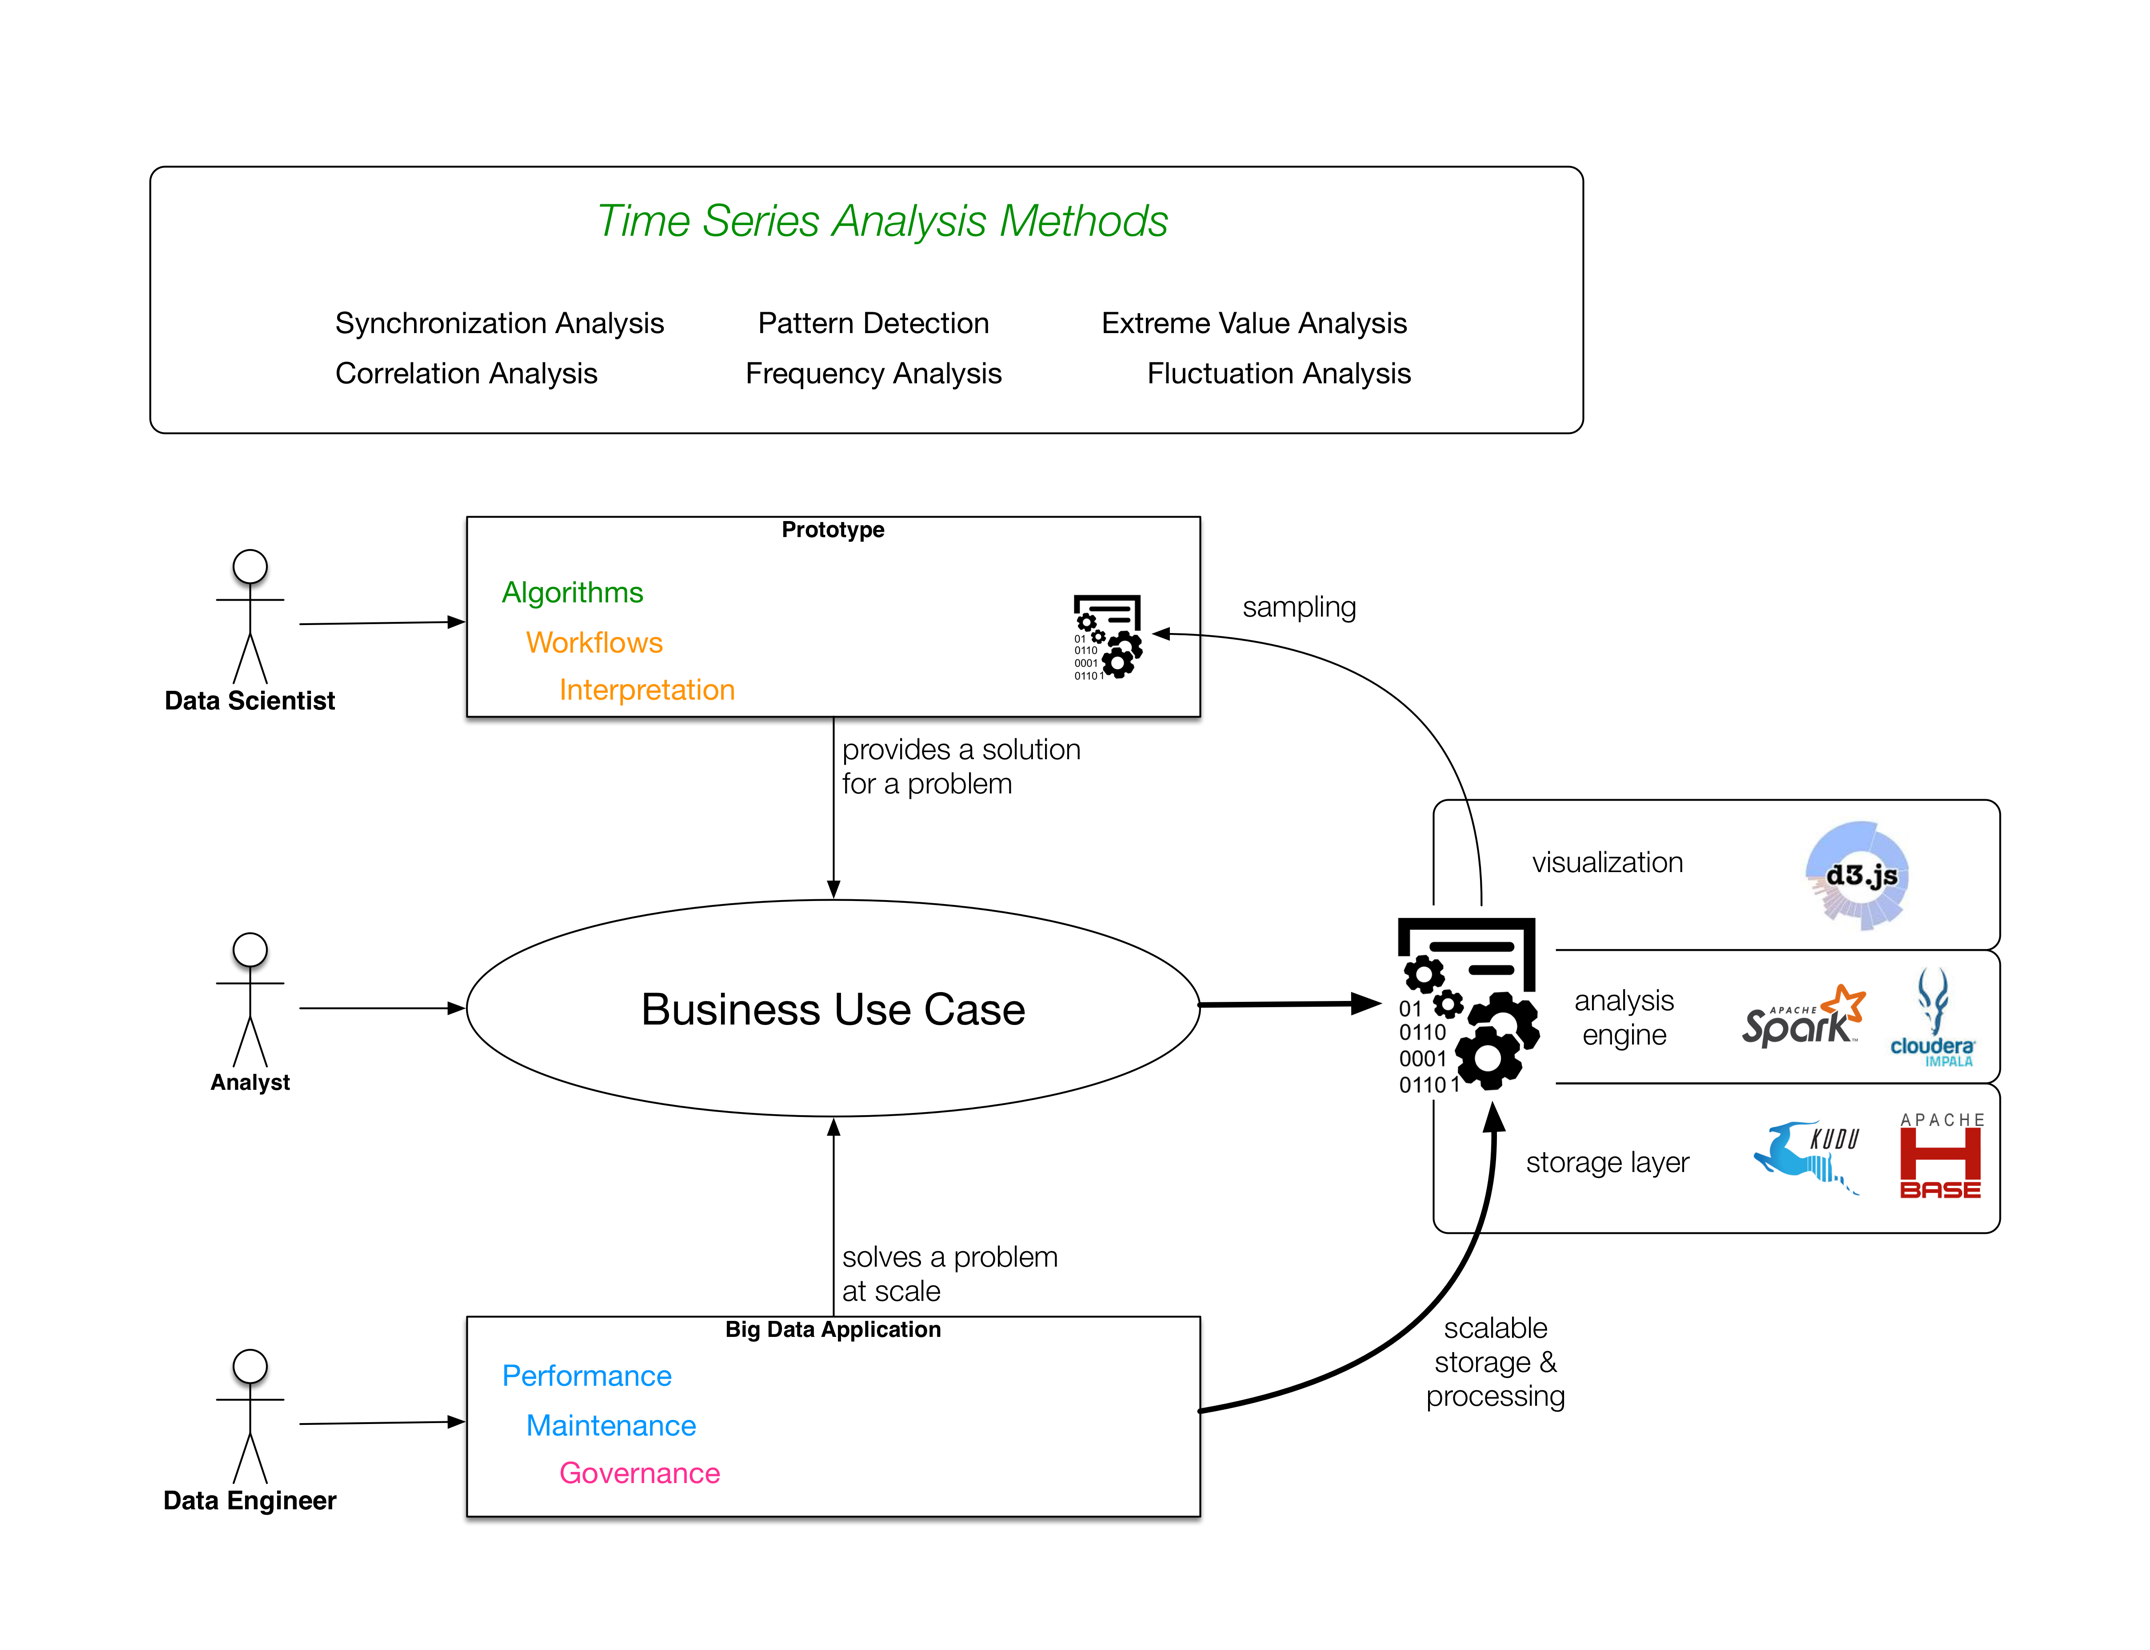 Time Series Analysis Methods
Synchronization Analysis
Pattern Detection
Extreme Value Analysis
Correlation Analysis
Frequency Analysis
Fluctuation Analysis
Prototype
Algorithms
Workflows
Interpretation
01
0110
0001
01101
Data Scientist
sampling
provides a solution
for a problem
visualization
d3.js
Business Use Case
Analyst
01
0110
0001
01101
analysis
engine
APACHE
Spark™
cloudera
IMPALA
storage layer
KUDU
APACHE
H
BASE
solves a problem
at scale
Big Data Application
Performance
Maintenance
Governance
Data Engineer
scalable
storage &
processing